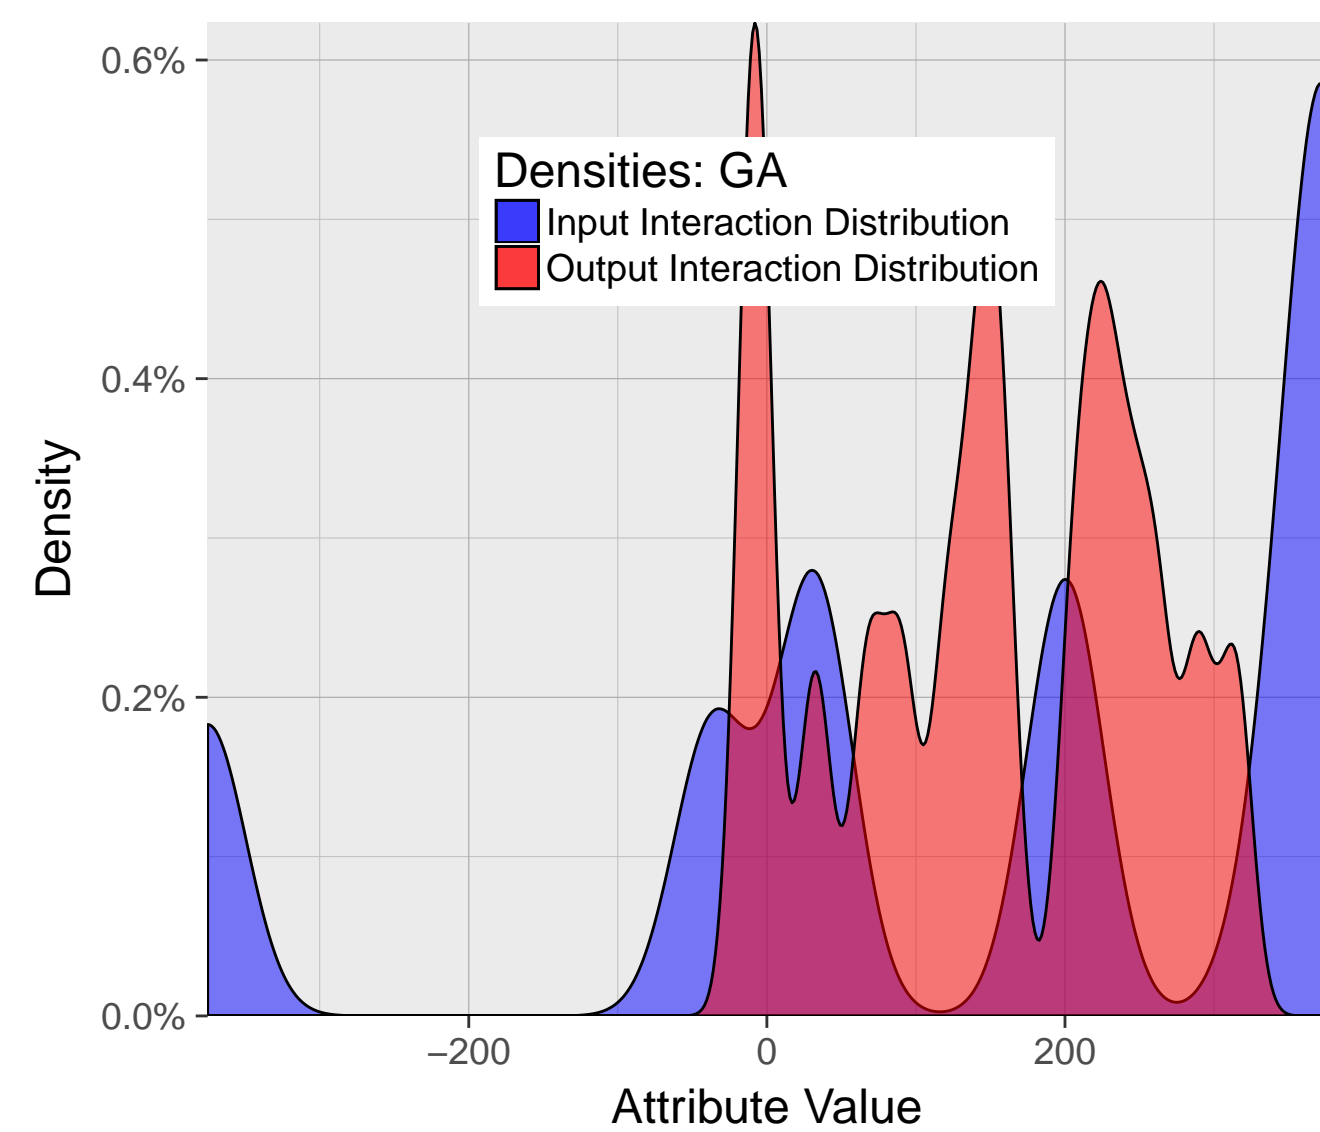 0.6%
Densities: GA
Input Interaction Distribution
Output Interaction Distribution
0.4%
Density
0.2%
0.0%
−200 0 200
Attribute Value